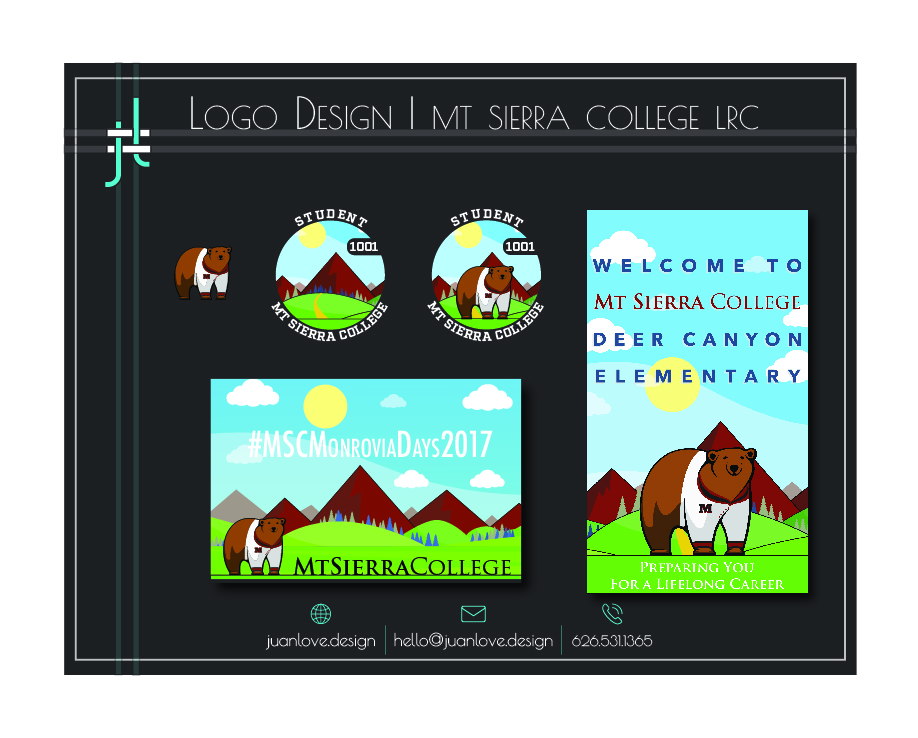 jl
Logo Design | mt sierra college lrc
STUDENT
1001
MT SIERRA COLLEGE
STUDENT
1001
M
MT SIERRA COLLEGE
WELCOME TO
Mt Sierra College
DEER CANYON
ELEMENTARY
M
Preparing You
For a Lifelong Career
#MSCMonroviaDays2017
M
MtSierraCollege
juanlove.design | hello@juanlove.design | 626.531.1365